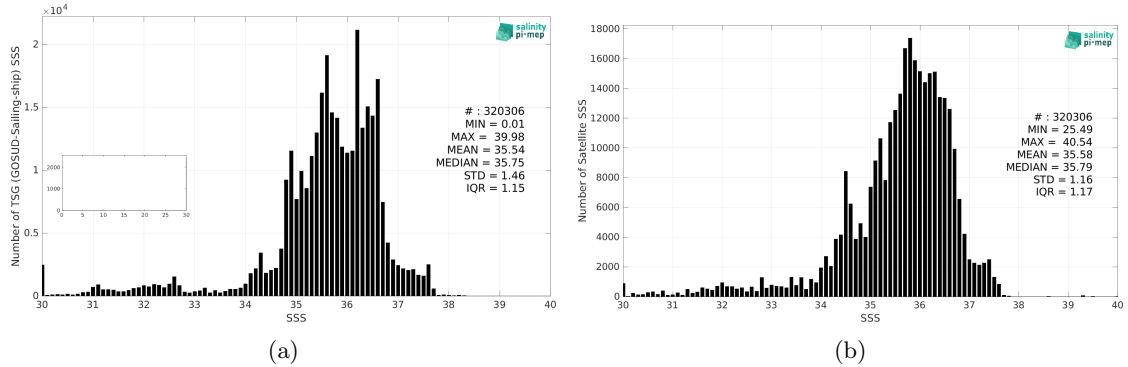 ×10⁴
Number of TSG (GOSUD-Sailing-ship) SSS
2
1.5
1
0.5
0
salinity
pi-mep
# : 320306
MIN = 0.01
MAX = 39.98
MEAN = 35.54
MEDIAN = 35.75
STD = 1.46
IQR = 1.15
2000
1000
0
0 5 10 15 20 25 30
30 31 32 33 34 35 36 37 38 39 40
SSS
(a)
Number of Satellite SSS
18000
16000
14000
12000
10000
8000
6000
4000
2000
0
salinity
pi-mep
# : 320306
MIN = 25.49
MAX = 40.54
MEAN = 35.58
MEDIAN = 35.79
STD = 1.16
IQR = 1.17
30 31 32 33 34 35 36 37 38 39 40
SSS
(b)